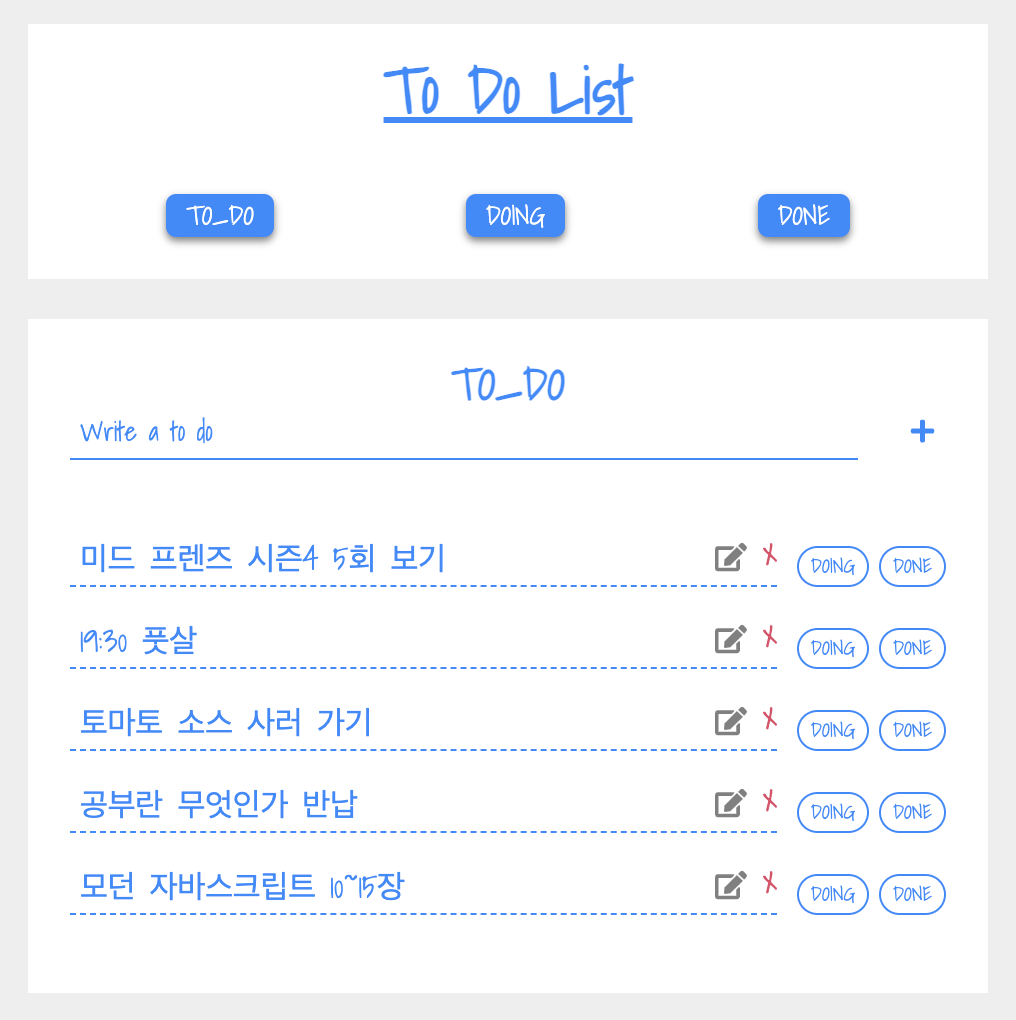 To Do List
TO_DO DOING DONE
TO_DO
Write a to do
미드 프렌즈 시즌4 5회 보기 X DOING DONE
19:30 풋살 X DOING DONE
토마토 소스 사러 가기 X DOING DONE
공부란 무엇인가 반납 X DOING DONE
모던 자바스크립트 10~15장 X DOING DONE